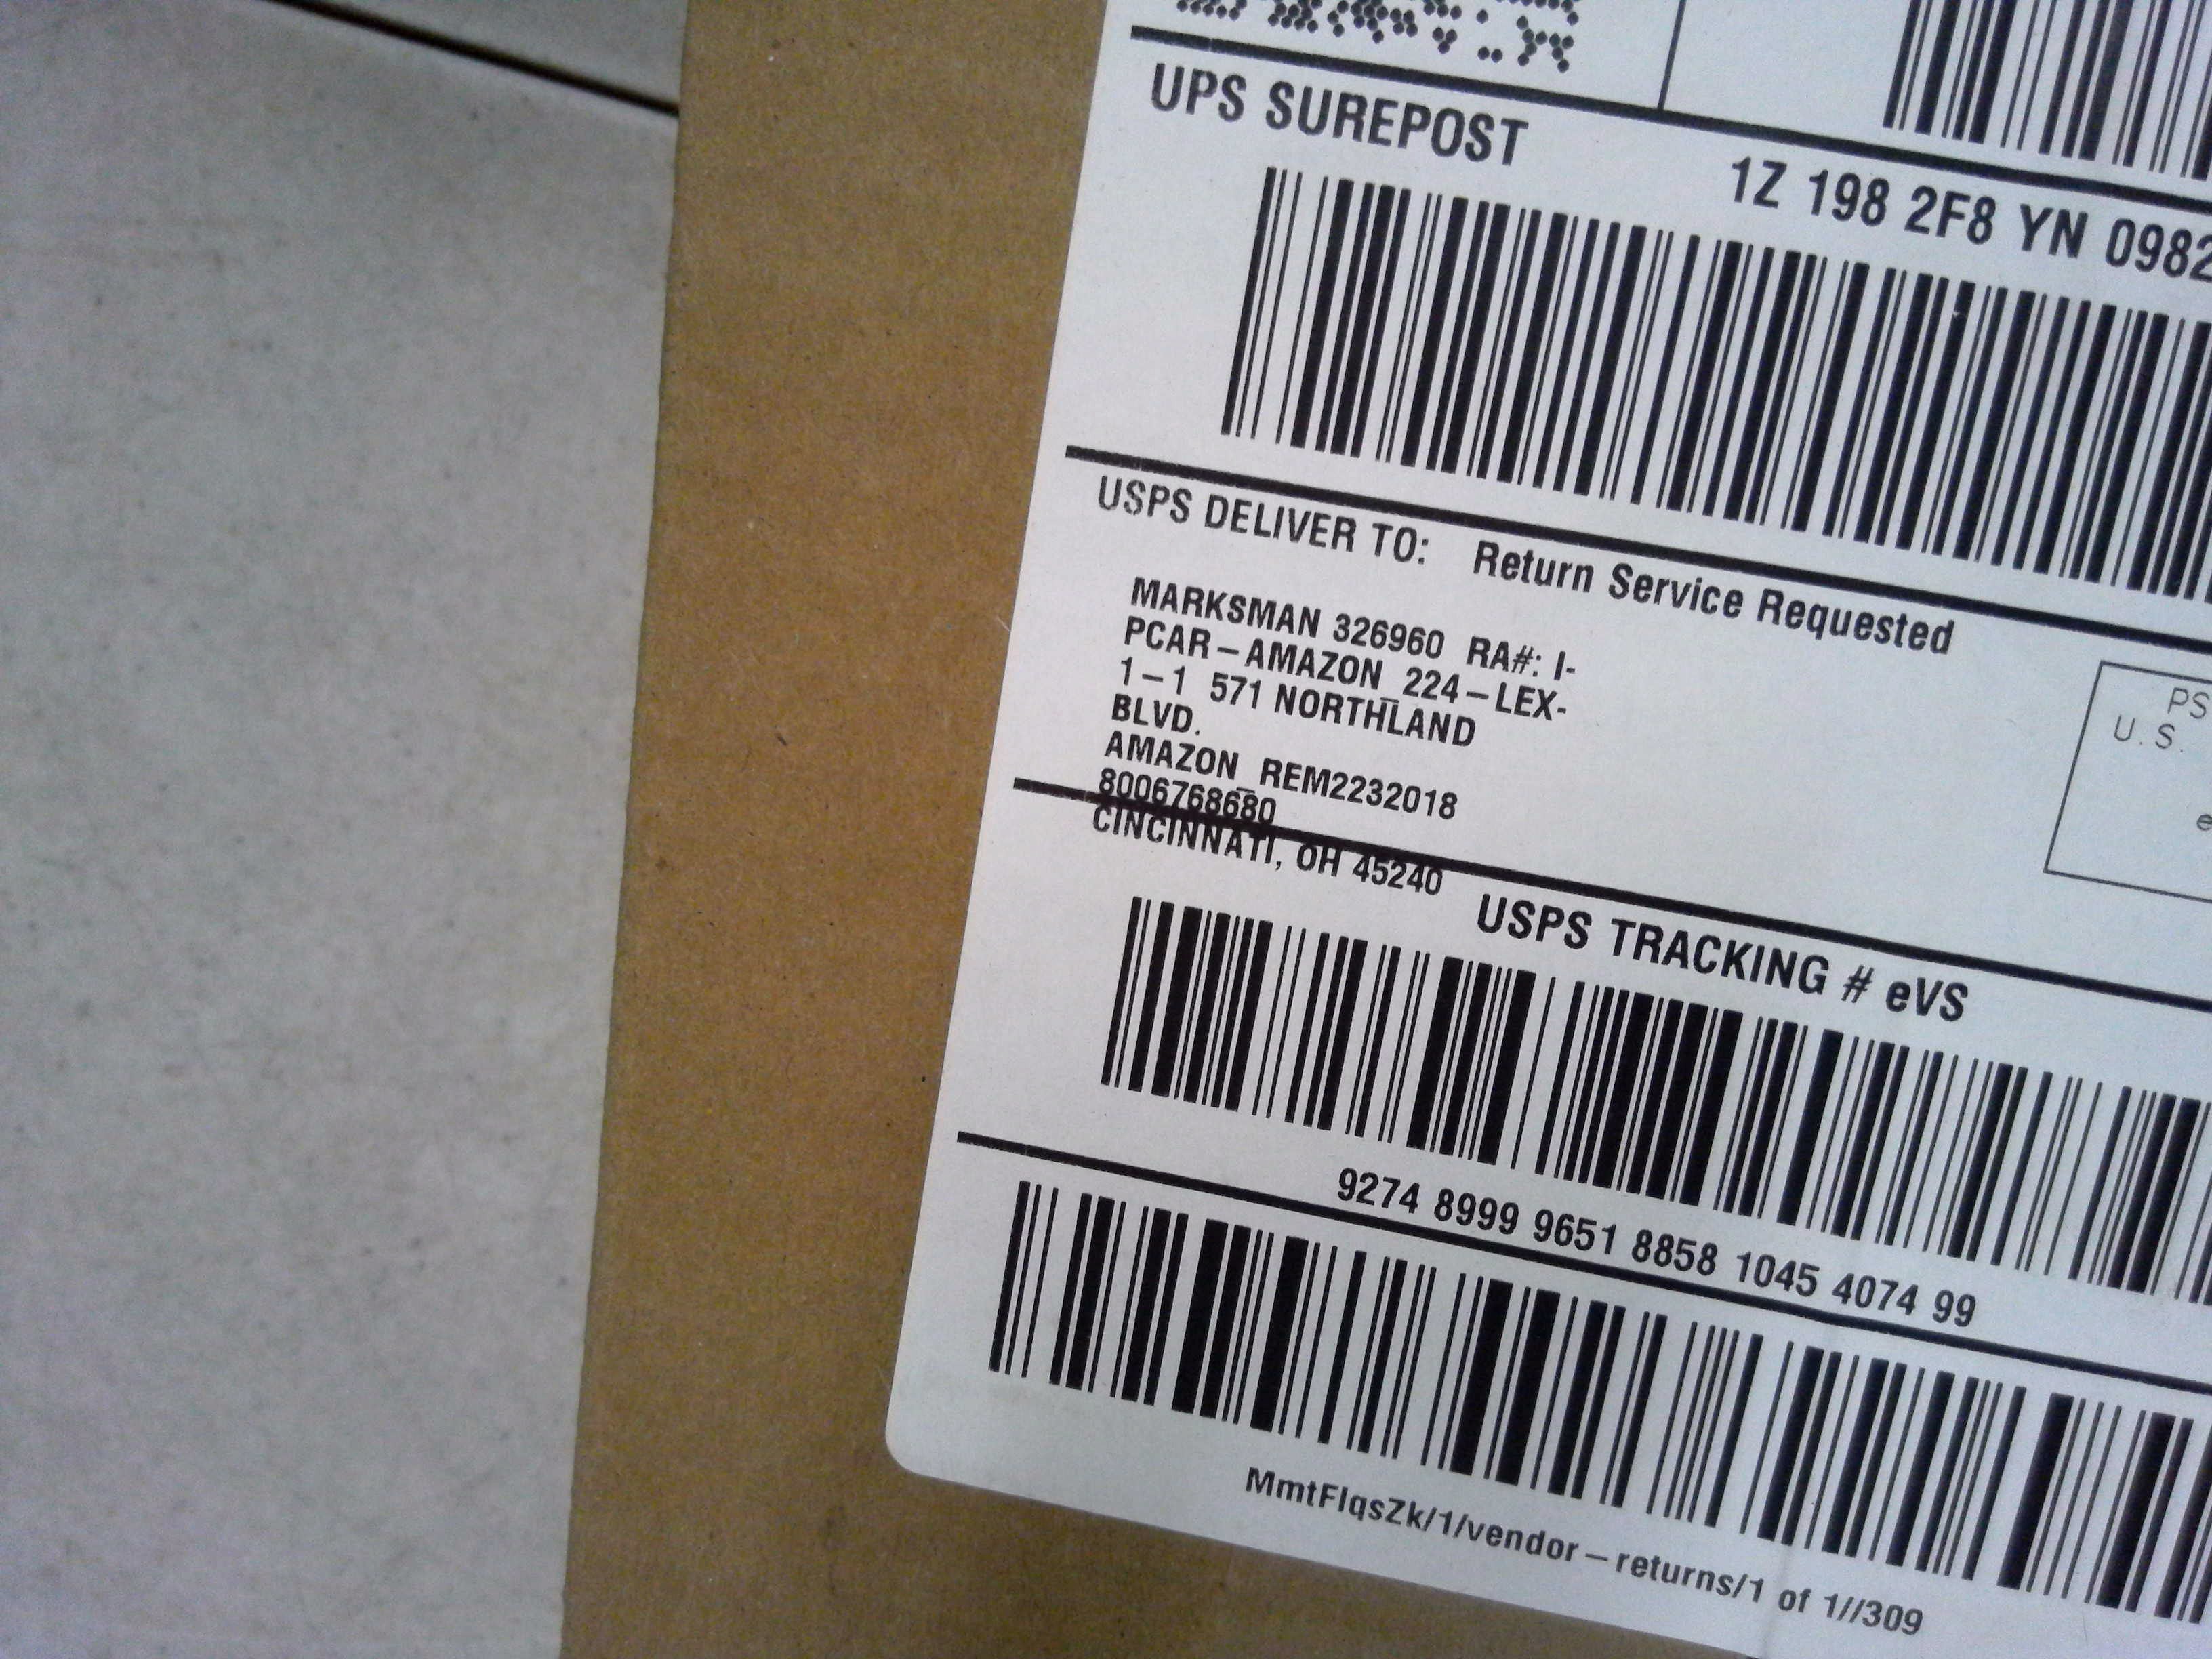 UPS SUREPOST
1Z 198 2F8 YN 0982
USPS DELIVER TO: Return Service Requested
MARKSMAN 326960 RA#: I-
PCAR-AMAZON_224-LEX-
1-1 571 NORTHLAND
BLVD.
AMAZON_REM2232018
8006768680
CINCINNATI, OH 45240
PS
U.S.
e
USPS TRACKING # eVS
9274 8999 9651 8858 1045 4074 99
MmtFIqsZk/1/vendor-returns/1 of 1//309